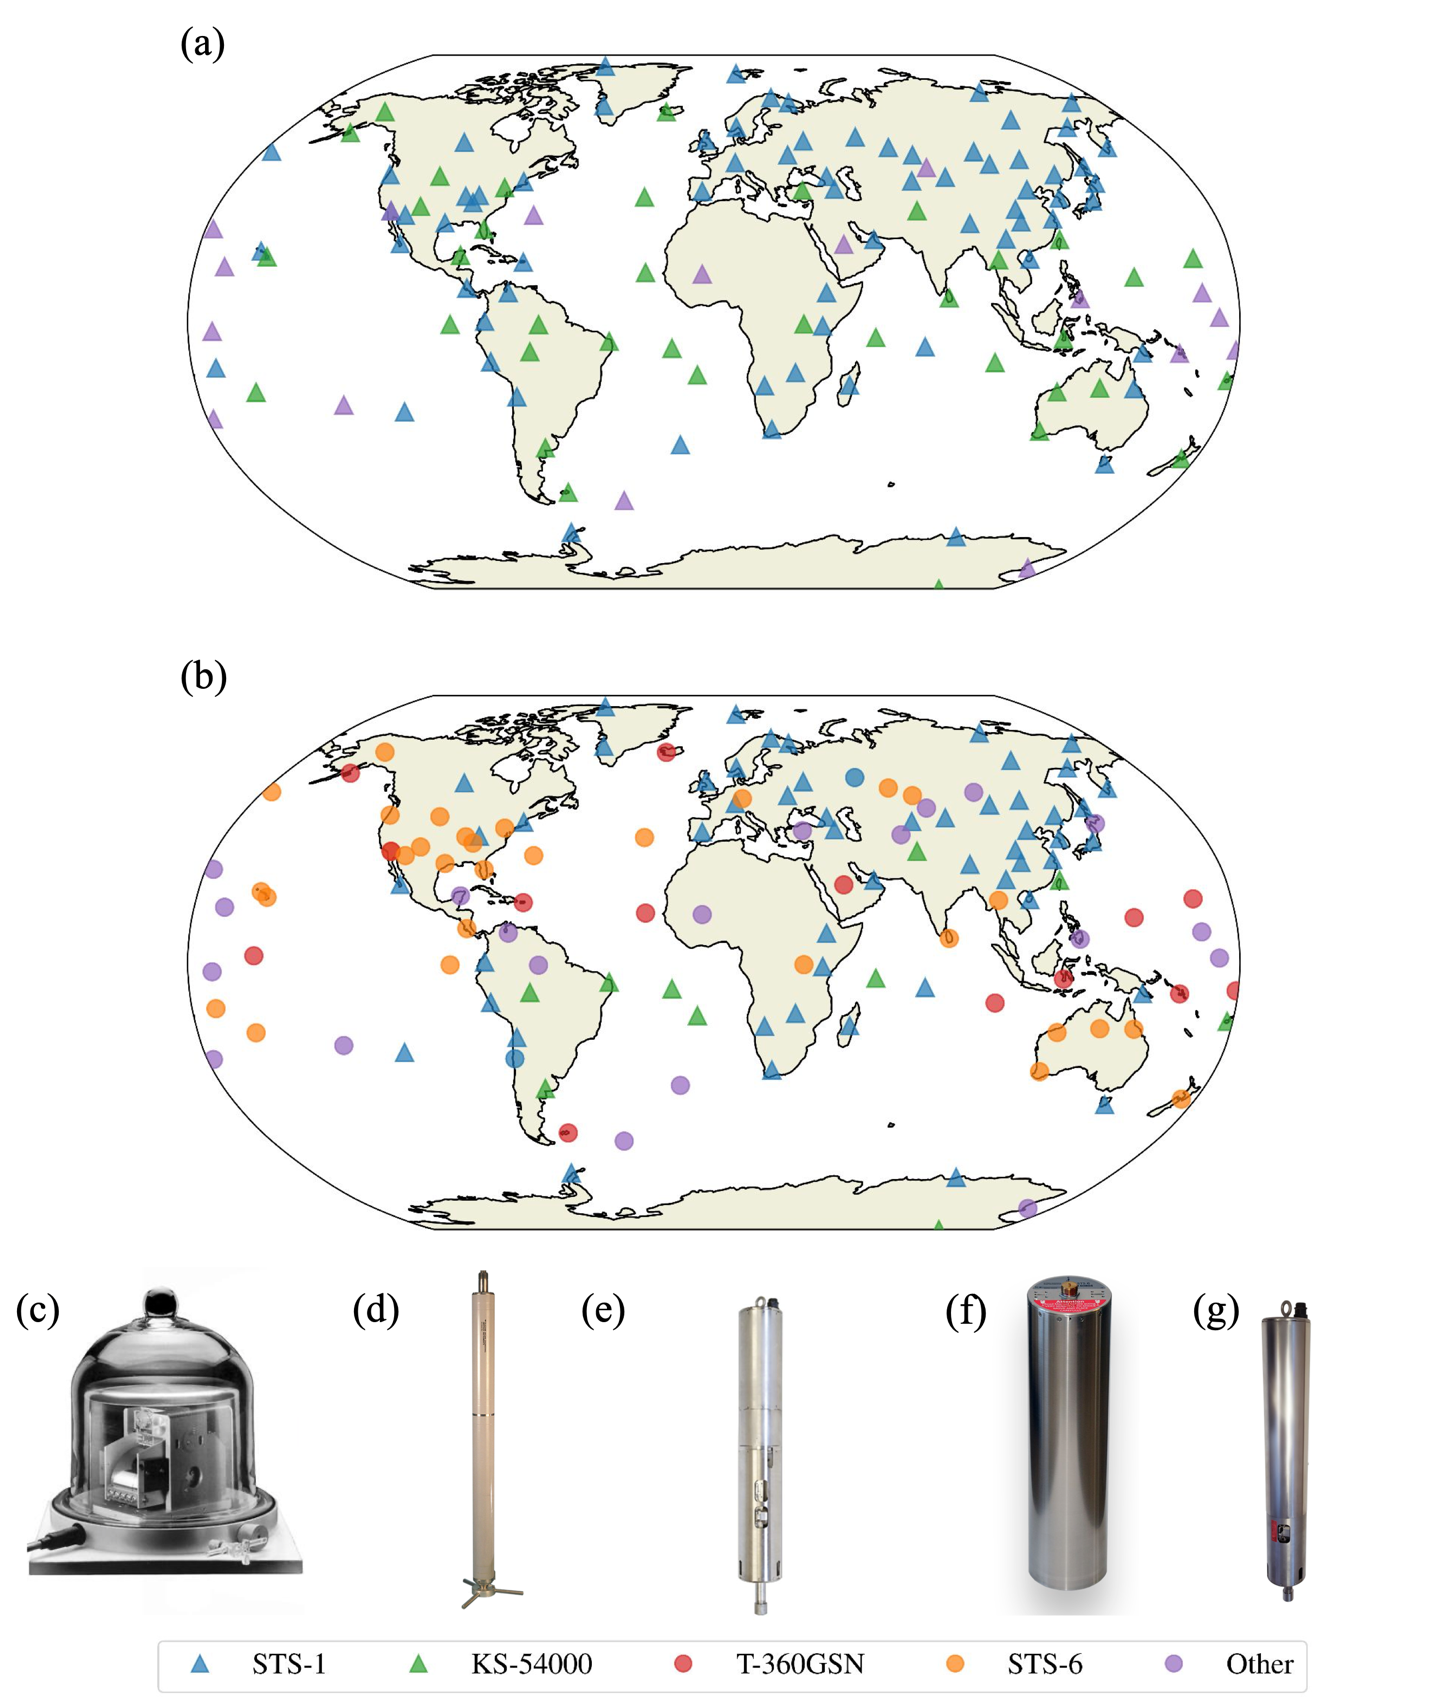 (a)
(b)
(c) (d) (e) (f) (g)
STS-1 KS-54000 T-360GSN STS-6 Other